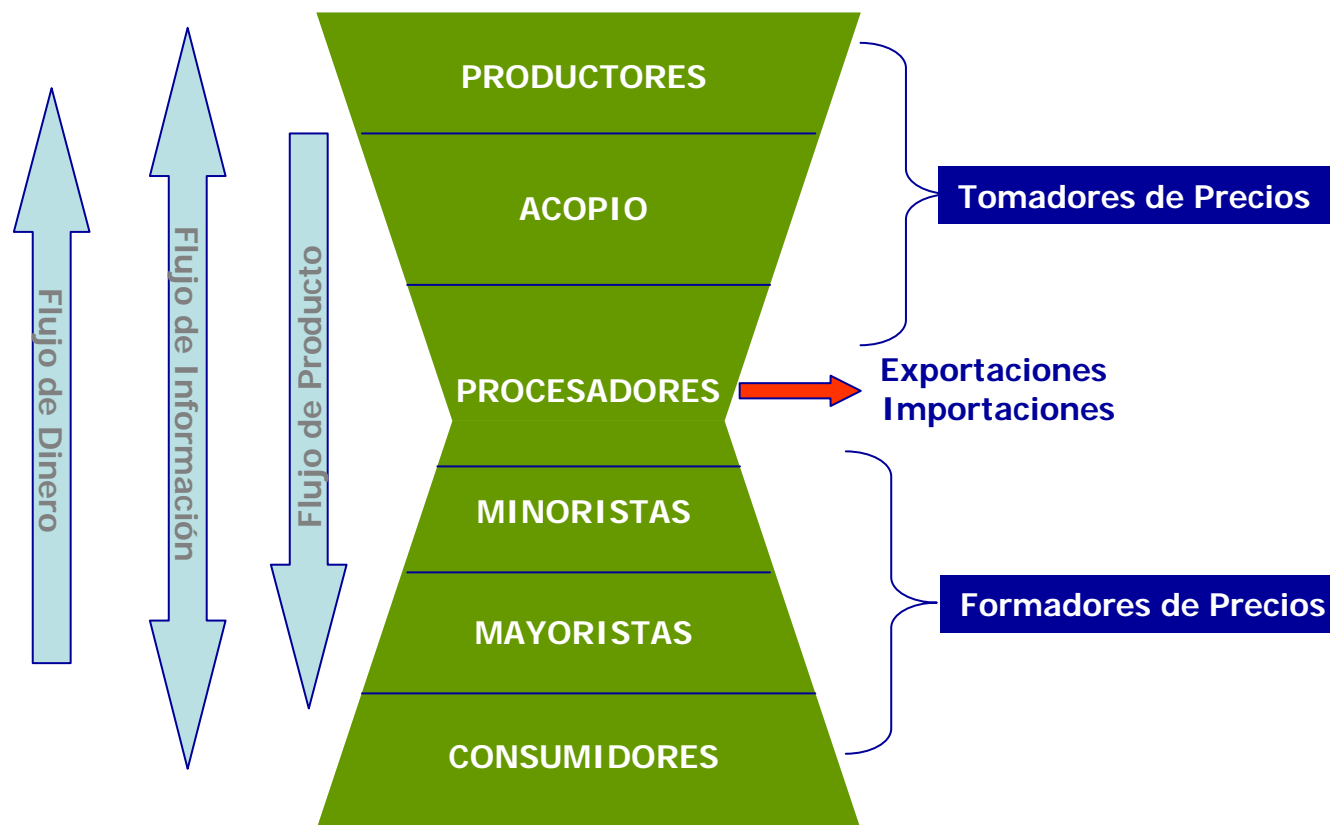 PRODUCTORES
ACOPIO
PROCESADORES
MINORISTAS
MAYORISTAS
CONSUMIDORES
Flujo de Dinero
Flujo de Información
Flujo de Producto
Tomadores de Precios
Exportaciones
Importaciones
Formadores de Precios